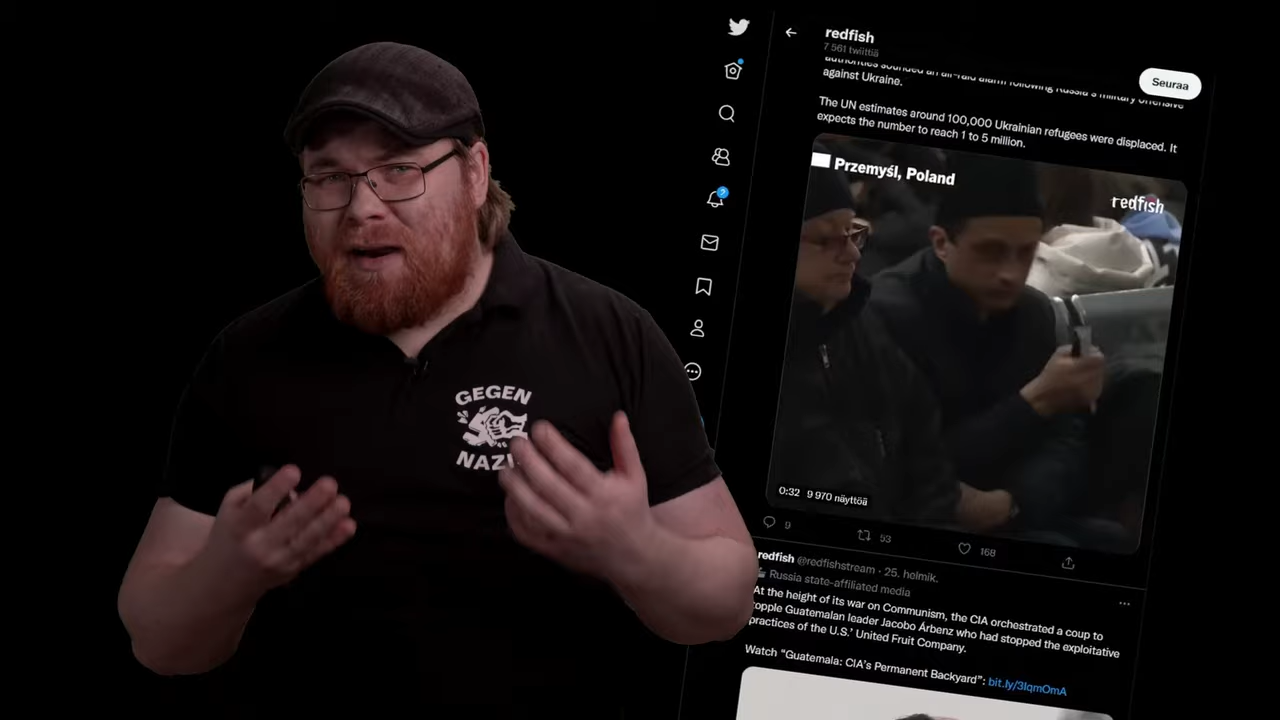 GEGEN
NAZI
redfish
7 561 twiittiä
Seuraa
authorities sounded an air-raid alarm following Russia's military offensive
against Ukraine.
The UN estimates around 100,000 Ukrainian refugees were displaced. It
expects the number to reach 1 to 5 million.
Przemyśl, Poland
redfish
2
0:32 9 970 näyttöä
9 53 168
redfish @redfishstream · 25. helmik.
Russia state-affiliated media
At the height of its war on Communism, the CIA orchestrated a coup to
topple Guatemalan leader Jacobo Árbenz who had stopped the exploitative
practices of the U.S.' United Fruit Company.
Watch "Guatemala: CIA's Permanent Backyard": bit.ly/3IqmOmA